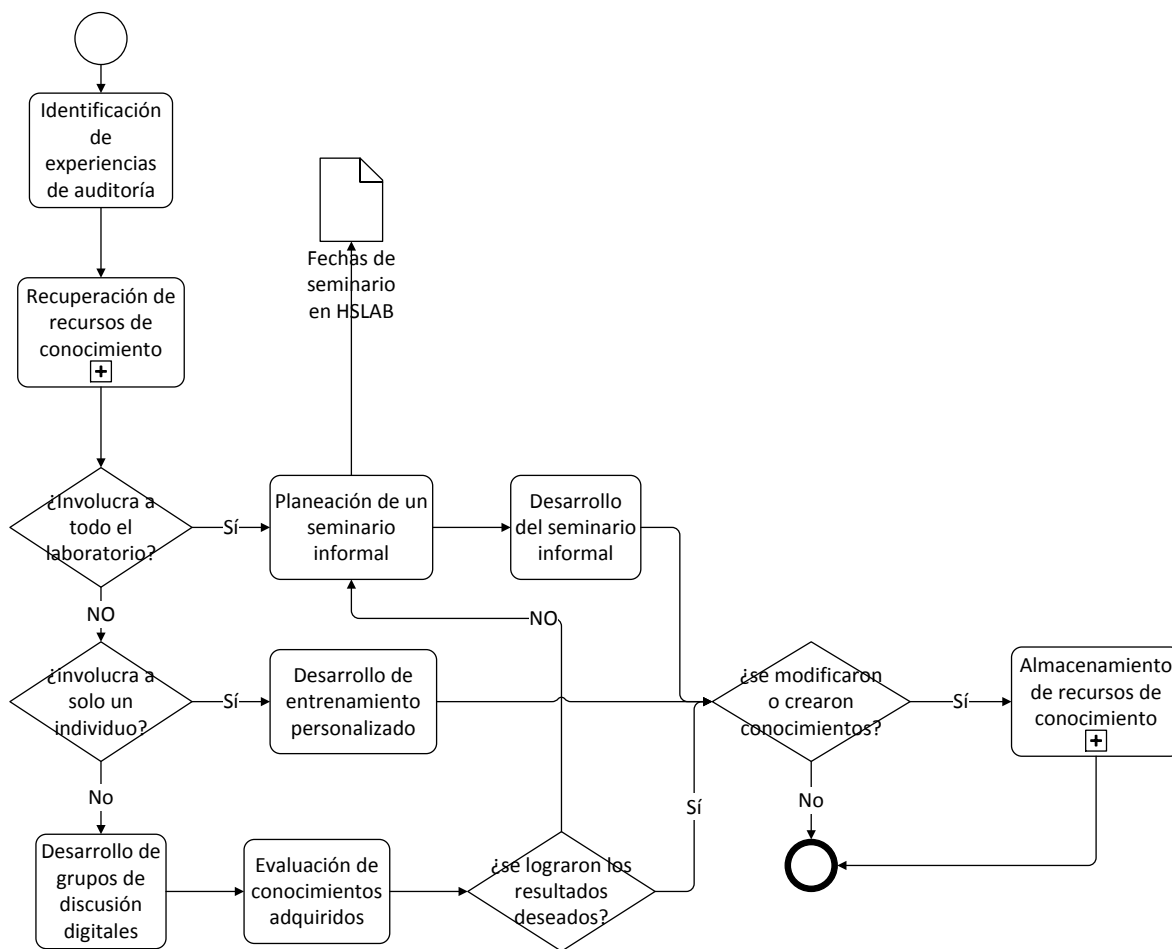 Identificación
de
experiencias
de auditoría
Fechas de
seminario
en HSLAB
Recuperación de
recursos de
conocimiento
¿Involucra a
todo el
laboratorio?
Sí
Planeación de un
seminario
informal
Desarrollo
del seminario
informal
NO
NO
¿involucra a
solo un
individuo?
Sí
Desarrollo de
entrenamiento
personalizado
¿se modificaron
o crearon
conocimientos?
Sí
Almacenamiento
de recursos de
conocimiento
No
Sí
No
Desarrollo de
grupos de
discusión
digitales
Evaluación de
conocimientos
adquiridos
¿se lograron los
resultados
deseados?